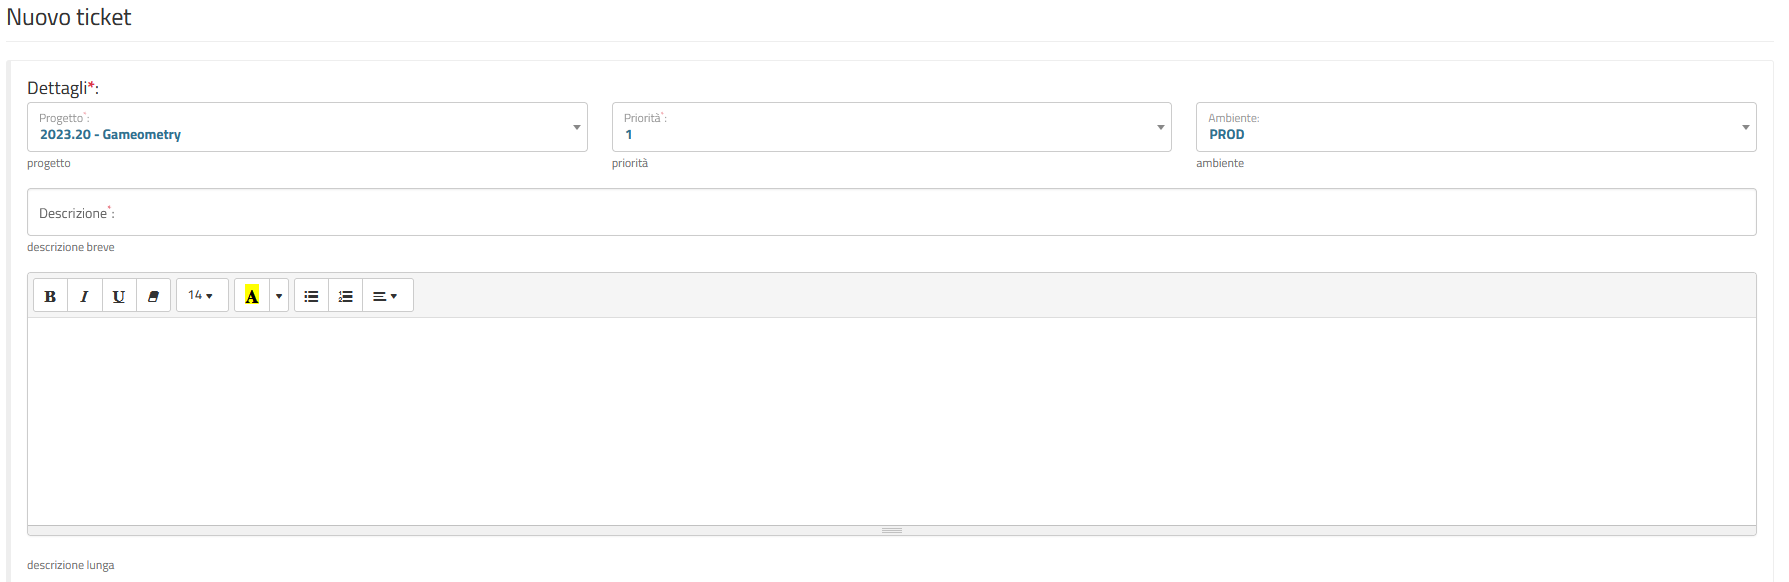 Nuovo ticket
Dettagli*:
Progetto*:
2023.20 - Gameometry
progetto
Priorità*:
1
priorità
Ambiente:
PROD
ambiente
Descrizione*:
descrizione breve
B I U 14 A
descrizione lunga